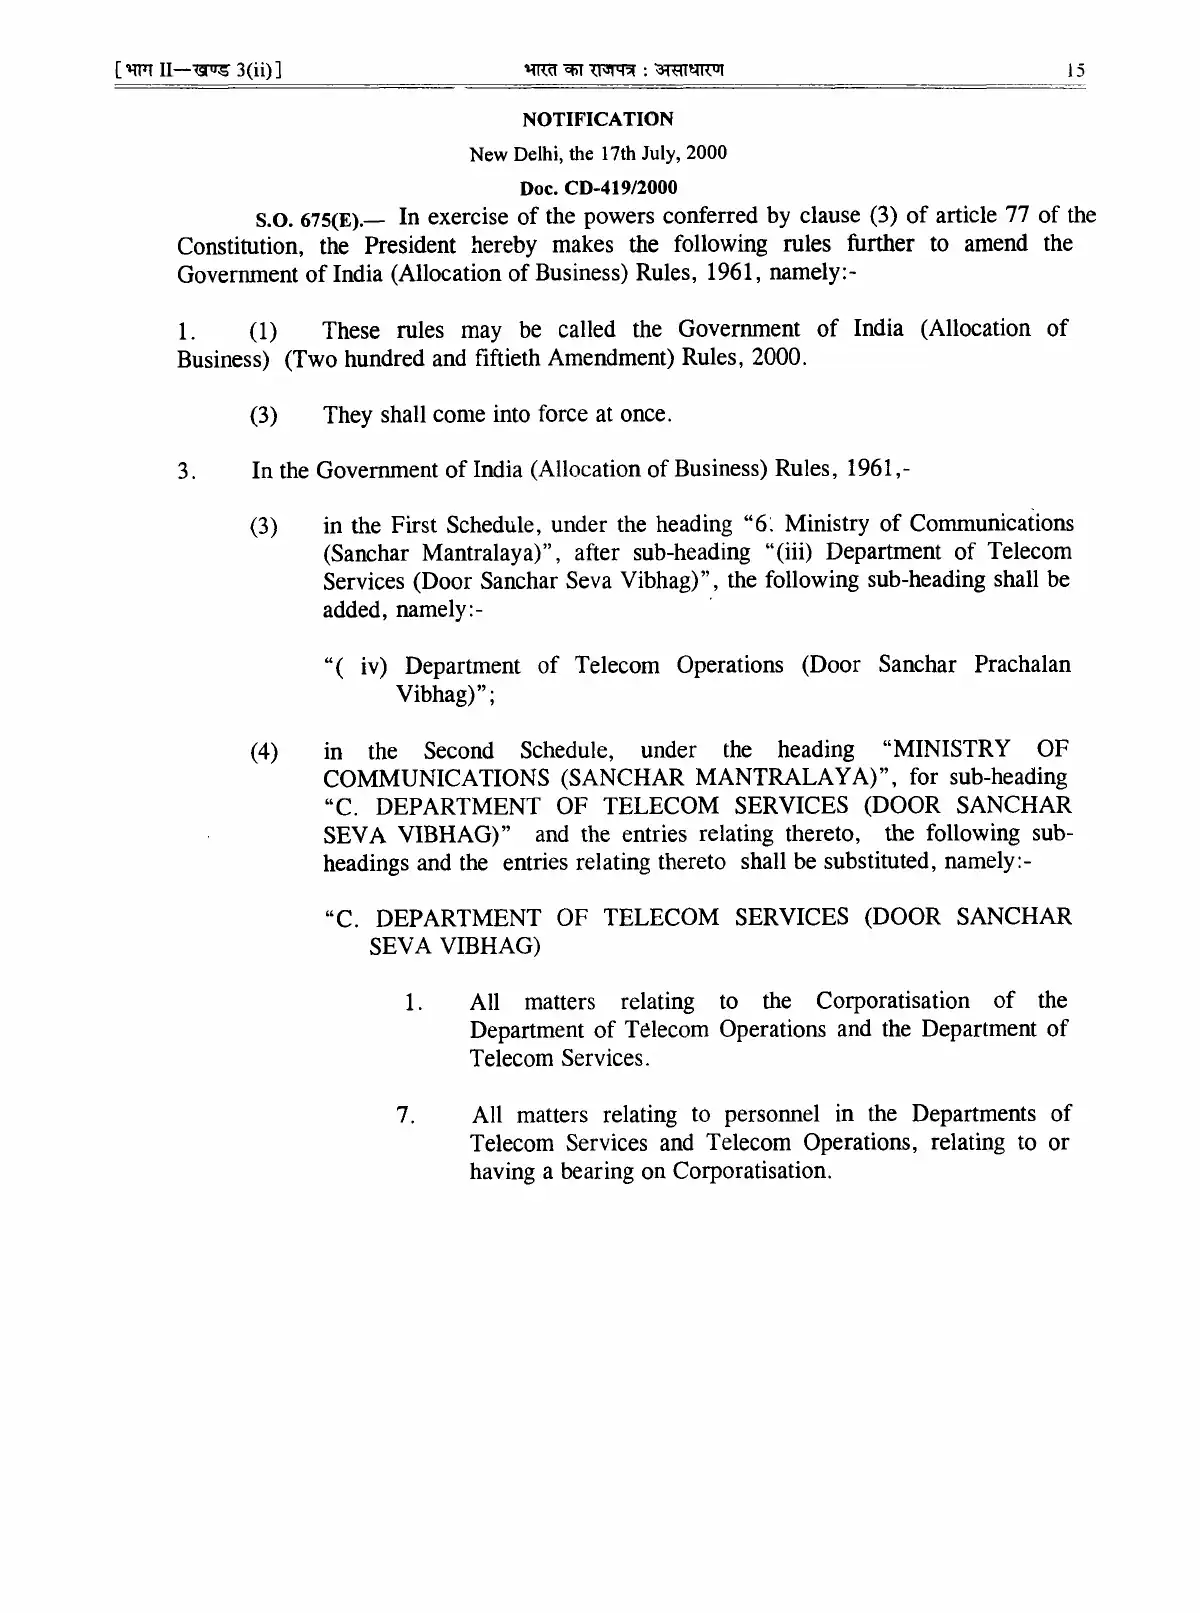 [ भाग II—खण्ड 3(ii) ] भारत का राजपत्र : असाधारण 15
NOTIFICATION
New Delhi, the 17th July, 2000
Doc. CD-419/2000
S.O. 675(E).— In exercise of the powers conferred by clause (3) of article 77 of the
Constitution, the President hereby makes the following rules further to amend the
Government of India (Allocation of Business) Rules, 1961, namely:-
1. (1) These rules may be called the Government of India (Allocation of
Business) (Two hundred and fiftieth Amendment) Rules, 2000.
(3) They shall come into force at once.
3. In the Government of India (Allocation of Business) Rules, 1961,-
(3) in the First Schedule, under the heading “6. Ministry of Communications
(Sanchar Mantralaya)”, after sub-heading “(iii) Department of Telecom
Services (Door Sanchar Seva Vibhag)”, the following sub-heading shall be
added, namely:-
“( iv) Department of Telecom Operations (Door Sanchar Prachalan
Vibhag)”;
(4) in the Second Schedule, under the heading “MINISTRY OF
COMMUNICATIONS (SANCHAR MANTRALAYA)”, for sub-heading
“C. DEPARTMENT OF TELECOM SERVICES (DOOR SANCHAR
SEVA VIBHAG)” and the entries relating thereto, the following sub-
headings and the entries relating thereto shall be substituted, namely:-
“C. DEPARTMENT OF TELECOM SERVICES (DOOR SANCHAR
SEVA VIBHAG)
1. All matters relating to the Corporatisation of the
Department of Telecom Operations and the Department of
Telecom Services.
7. All matters relating to personnel in the Departments of
Telecom Services and Telecom Operations, relating to or
having a bearing on Corporatisation.